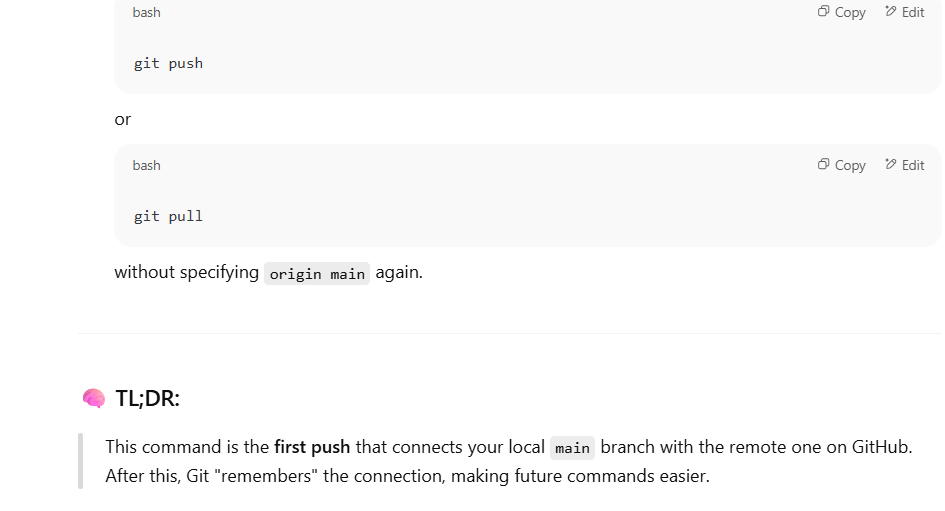 bash Copy Edit
git push
or
bash Copy Edit
git pull
without specifying origin main again.
TL;DR:
This command is the first push that connects your local main branch with the remote one on GitHub.
After this, Git "remembers" the connection, making future commands easier.